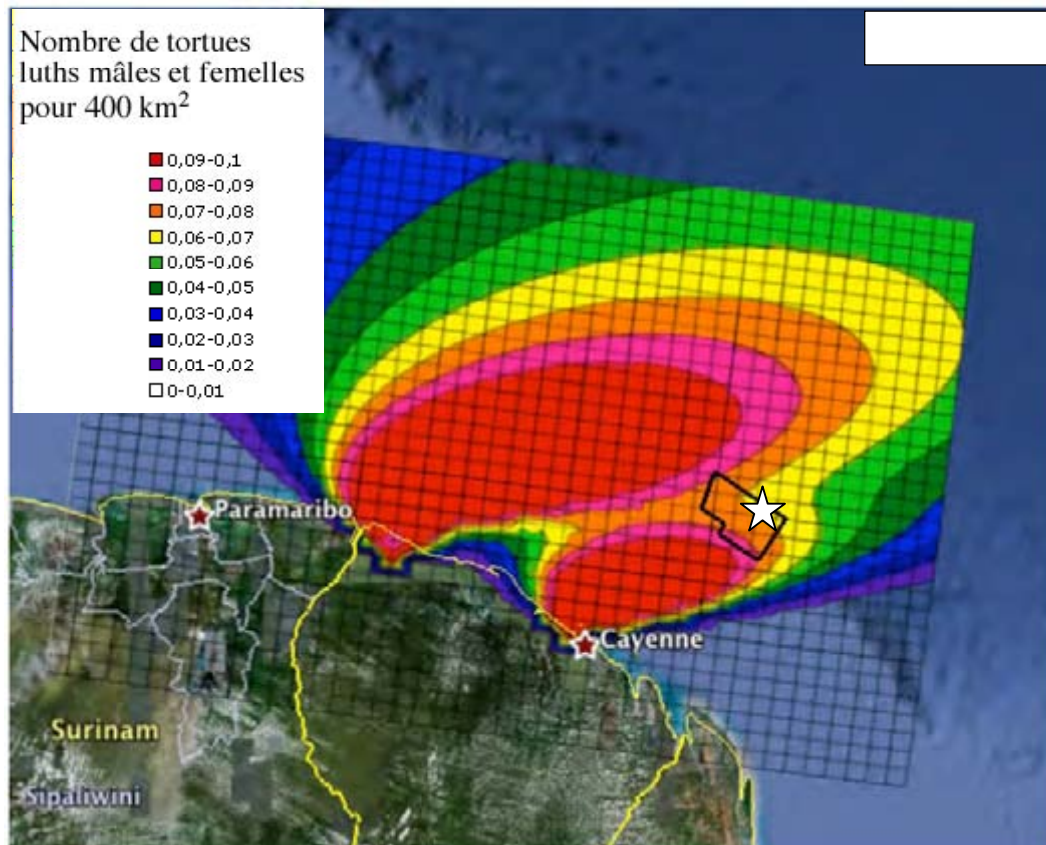 Nombre de tortues
luths mâles et femelles
pour 400 km²
0,09-0,1
0,08-0,09
0,07-0,08
0,06-0,07
0,05-0,06
0,04-0,05
0,03-0,04
0,02-0,03
0,01-0,02
0-0,01
Paramaribo
Cayenne
Surinam
Sipaliwini